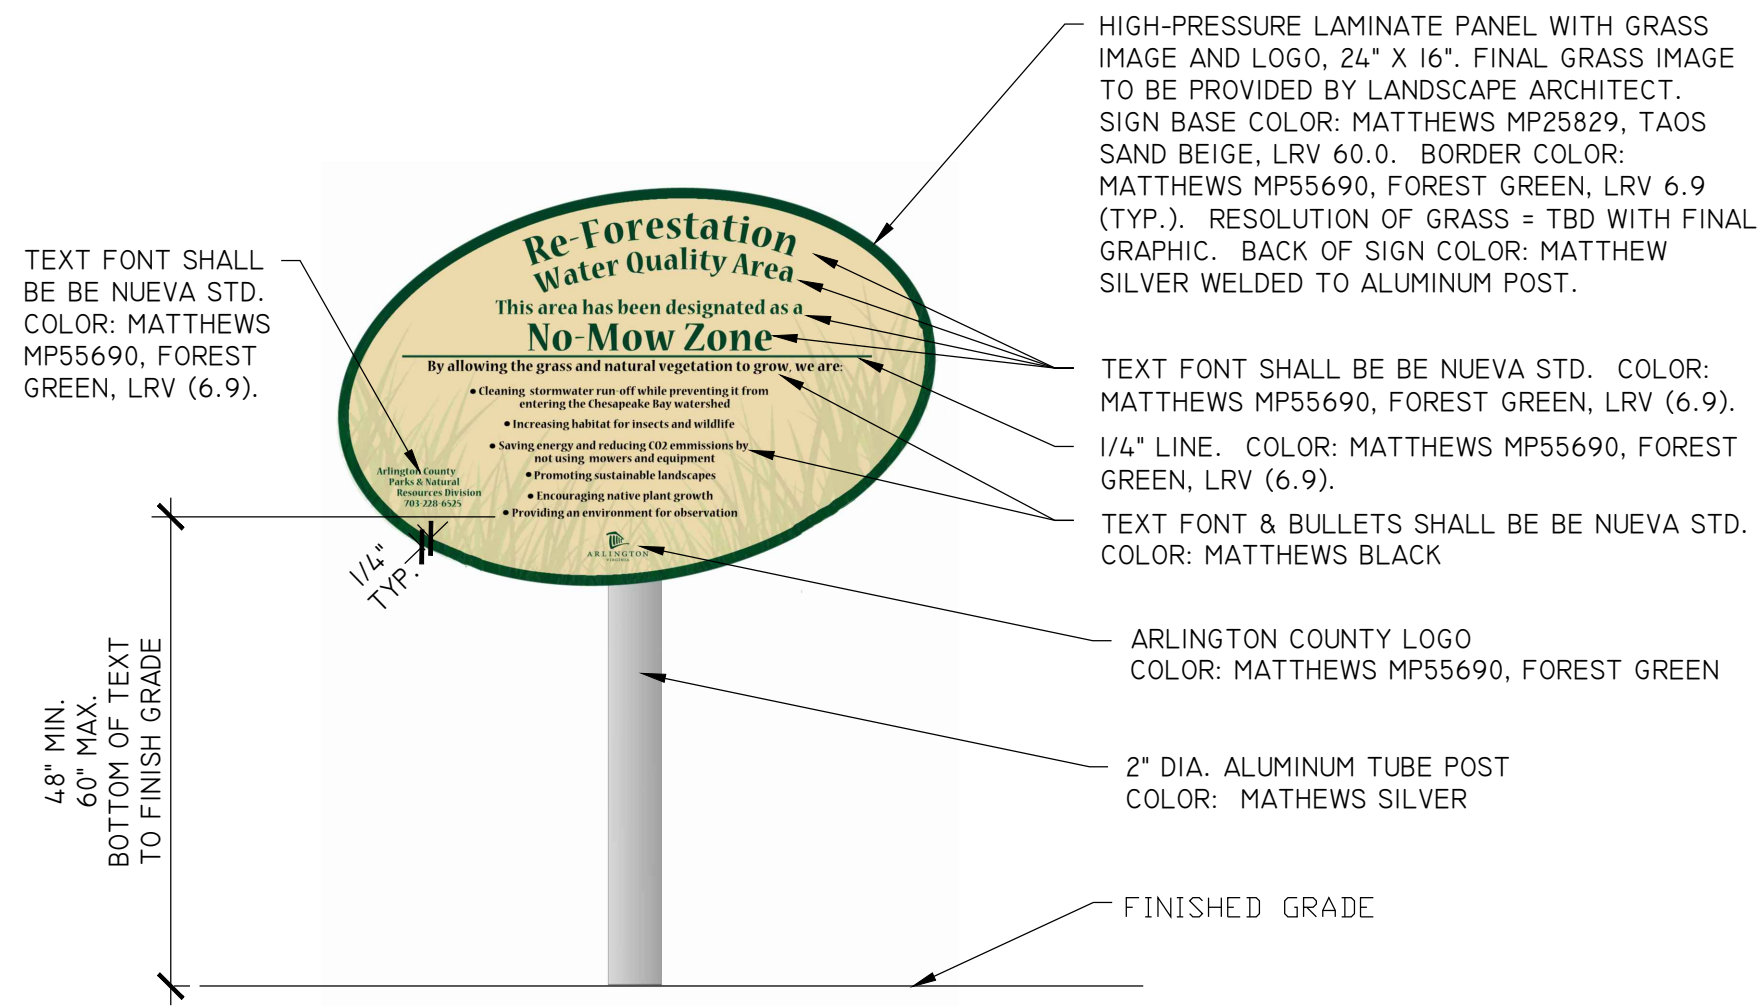 HIGH-PRESSURE LAMINATE PANEL WITH GRASS
IMAGE AND LOGO, 24" X 16". FINAL GRASS IMAGE
TO BE PROVIDED BY LANDSCAPE ARCHITECT.
SIGN BASE COLOR: MATTHEWS MP25829, TAOS
SAND BEIGE, LRV 60.0. BORDER COLOR:
MATTHEWS MP55690, FOREST GREEN, LRV 6.9
(TYP.). RESOLUTION OF GRASS = TBD WITH FINAL
GRAPHIC. BACK OF SIGN COLOR: MATTHEW
SILVER WELDED TO ALUMINUM POST.
TEXT FONT SHALL
BE BE NUEVA STD.
COLOR: MATTHEWS
MP55690, FOREST
GREEN, LRV (6.9).
Re-Forestation
Water Quality Area
This area has been designated as a
No-Mow Zone
By allowing the grass and natural vegetation to grow, we are:
• Cleaning stormwater run-off while preventing it from
entering the Chesapeake Bay watershed
• Increasing habitat for insects and wildlife
• Saving energy and reducing CO2 emmissions by
not using mowers and equipment
• Promoting sustainable landscapes
• Encouraging native plant growth
• Providing an environment for observation
Arlington County
Parks & Natural
Resources Division
703-228-6525
ARLINGTON
VIRGINIA
TEXT FONT SHALL BE BE NUEVA STD. COLOR:
MATTHEWS MP55690, FOREST GREEN, LRV (6.9).
1/4" LINE. COLOR: MATTHEWS MP55690, FOREST
GREEN, LRV (6.9).
TEXT FONT & BULLETS SHALL BE BE NUEVA STD.
COLOR: MATTHEWS BLACK
1/4"
TYP.
ARLINGTON COUNTY LOGO
COLOR: MATTHEWS MP55690, FOREST GREEN
48" MIN.
60" MAX.
BOTTOM OF TEXT
TO FINISH GRADE
2" DIA. ALUMINUM TUBE POST
COLOR: MATHEWS SILVER
FINISHED GRADE